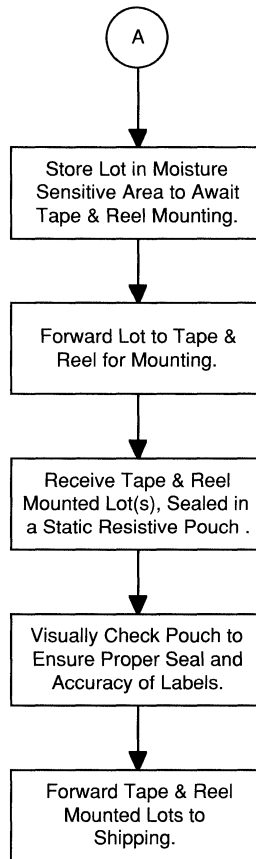 A
Store Lot in Moisture
Sensitive Area to Await
Tape & Reel Mounting.
Forward Lot to Tape &
Reel for Mounting.
Receive Tape & Reel
Mounted Lot(s), Sealed in
a Static Resistive Pouch .
Visually Check Pouch to
Ensure Proper Seal and
Accuracy of Labels.
Forward Tape & Reel
Mounted Lots to
Shipping.